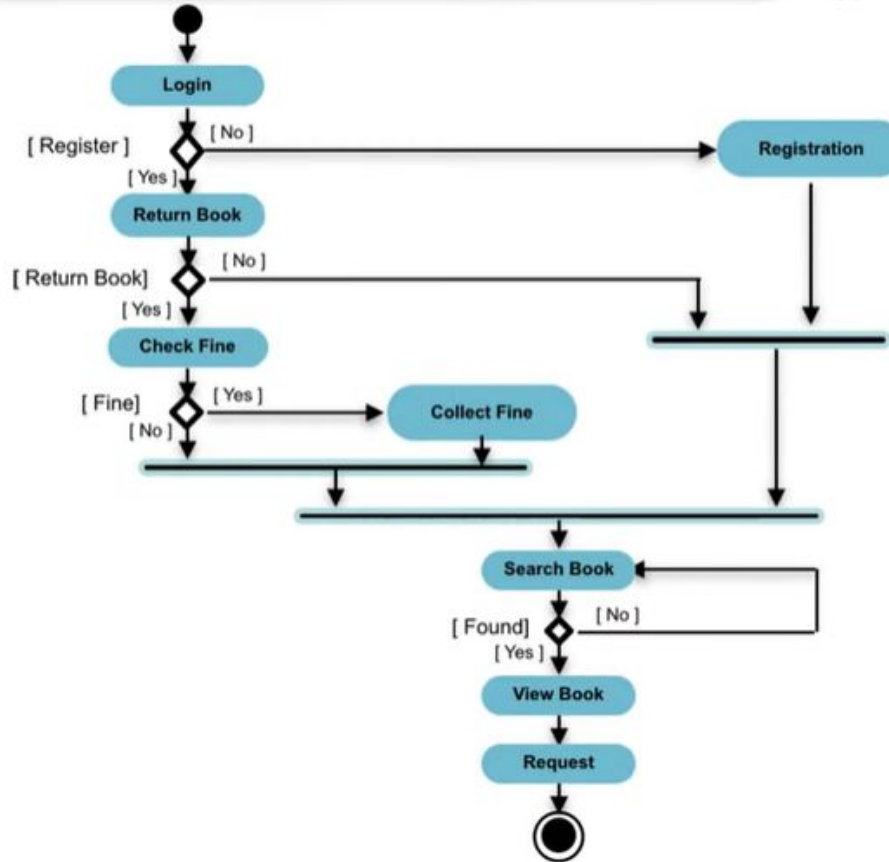 Login
[ Register ]
[ No ]
Registration
[ Yes ]
Return Book
[ Return Book]
[ No ]
[ Yes ]
Check Fine
[ Fine]
[ Yes ]
Collect Fine
[ No ]
Search Book
[ Found]
[ No ]
[ Yes ]
View Book
Request